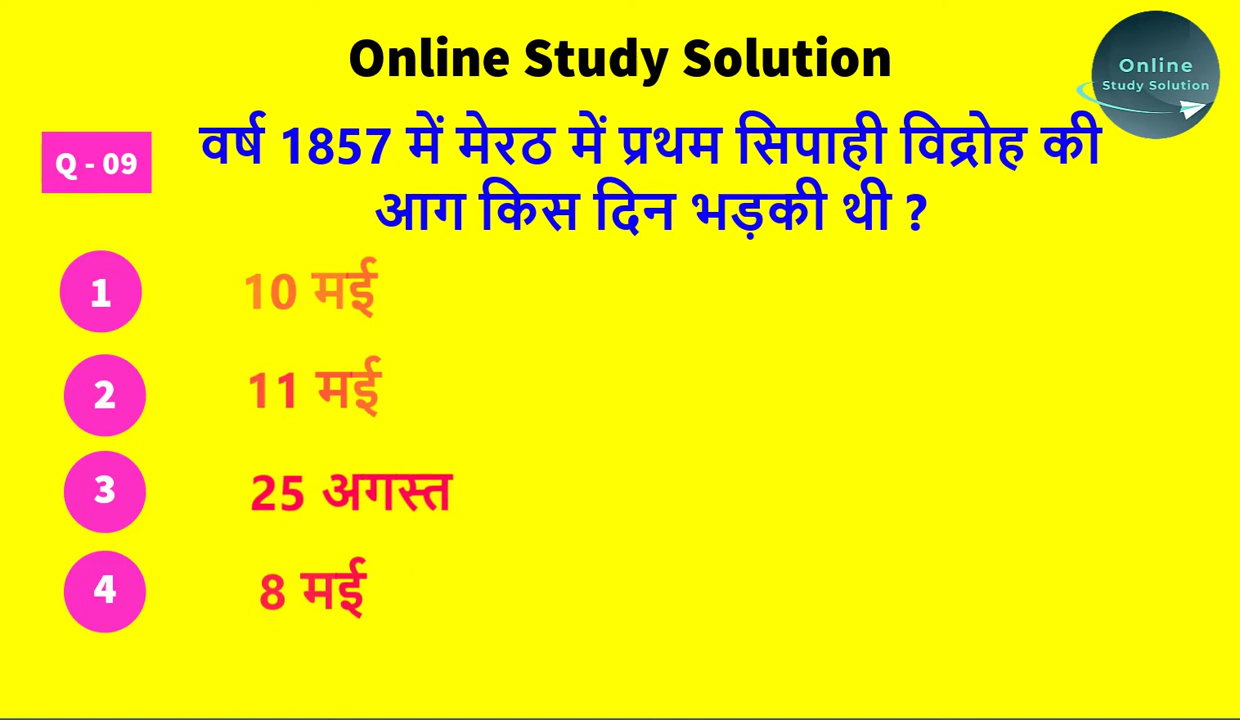 Online Study Solution
Online
Study Solution
Q - 09
वर्ष 1857 में मेरठ में प्रथम सिपाही विद्रोह की
आग किस दिन भड़की थी ?
1 10 मई
2 11 मई
3 25 अगस्त
4 8 मई